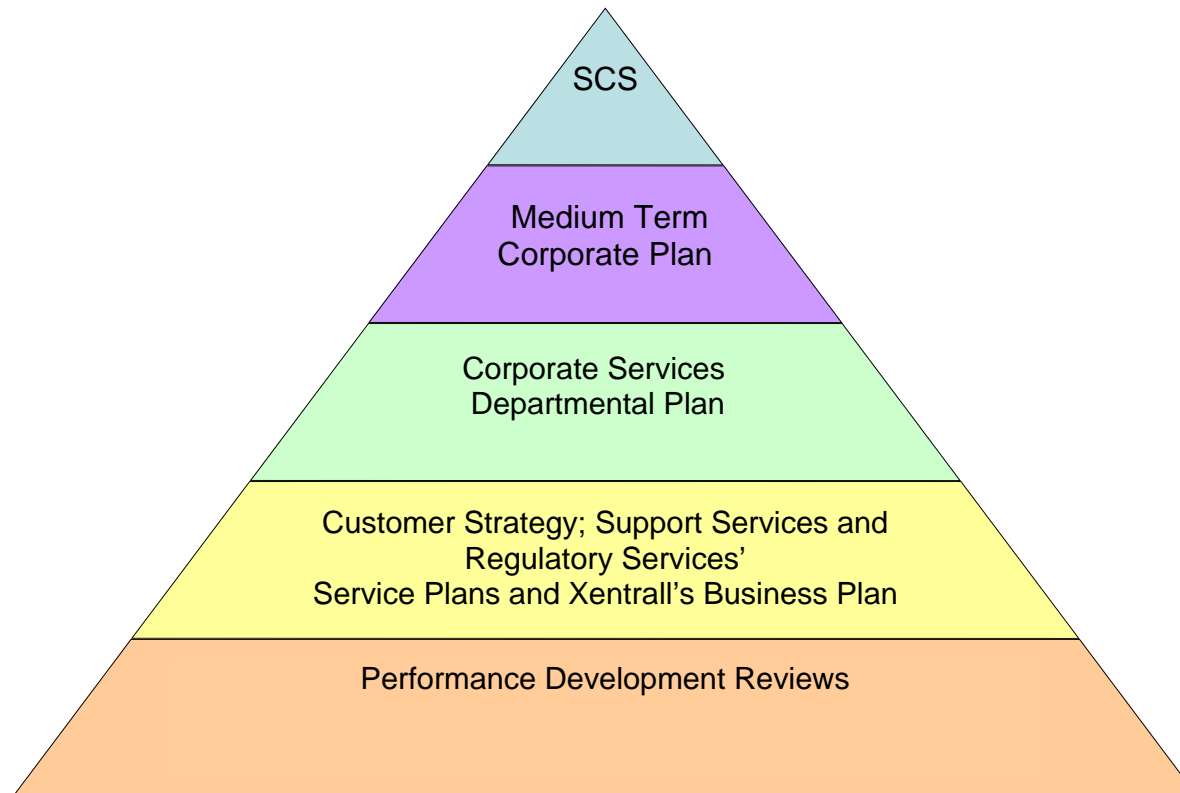 SCS
Medium Term
Corporate Plan
Corporate Services
Departmental Plan
Customer Strategy; Support Services and
Regulatory Services’
Service Plans and Xentrall’s Business Plan
Performance Development Reviews